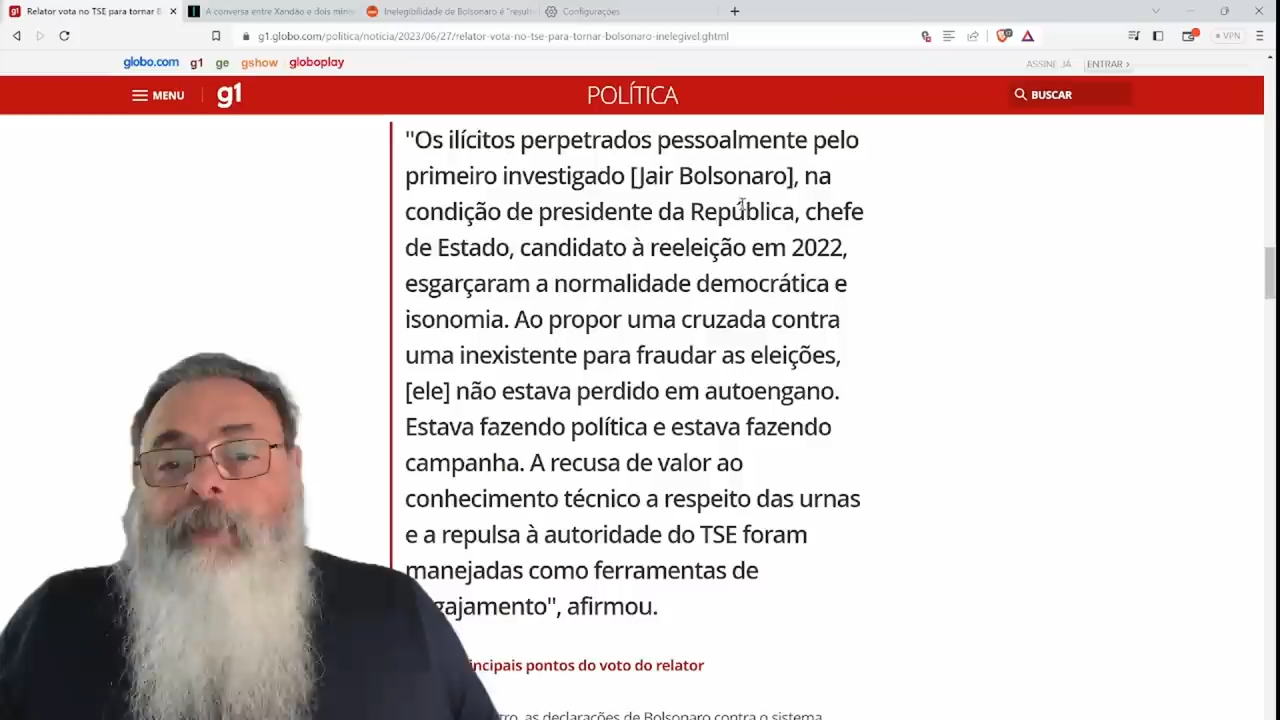 Relator vota no TSE para tornar B
A conversa entre Xandão e dois minis
Inelegibilidade de Bolsonaro é "result
Configurações
g1.globo.com/politica/noticia/2023/06/27/relator-vota-no-tse-para-tornar-bolsonaro-inelegivel.ghtml
VPN
globo.com g1 ge gshow globoplay
ASSINE JÁ
ENTRAR ›
MENU
g1
POLÍTICA
BUSCAR
"Os ilícitos perpetrados pessoalmente pelo
primeiro investigado [Jair Bolsonaro], na
condição de presidente da República, chefe
de Estado, candidato à reeleição em 2022,
esgarçaram a normalidade democrática e
isonomia. Ao propor uma cruzada contra
uma inexistente para fraudar as eleições,
[ele] não estava perdido em autoengano.
Estava fazendo política e estava fazendo
campanha. A recusa de valor ao
conhecimento técnico a respeito das urnas
e a repulsa à autoridade do TSE foram
manejadas como ferramentas de
gajamento", afirmou.
incipais pontos do voto do relator
tro, as declarações de Bolsonaro contra o sistema